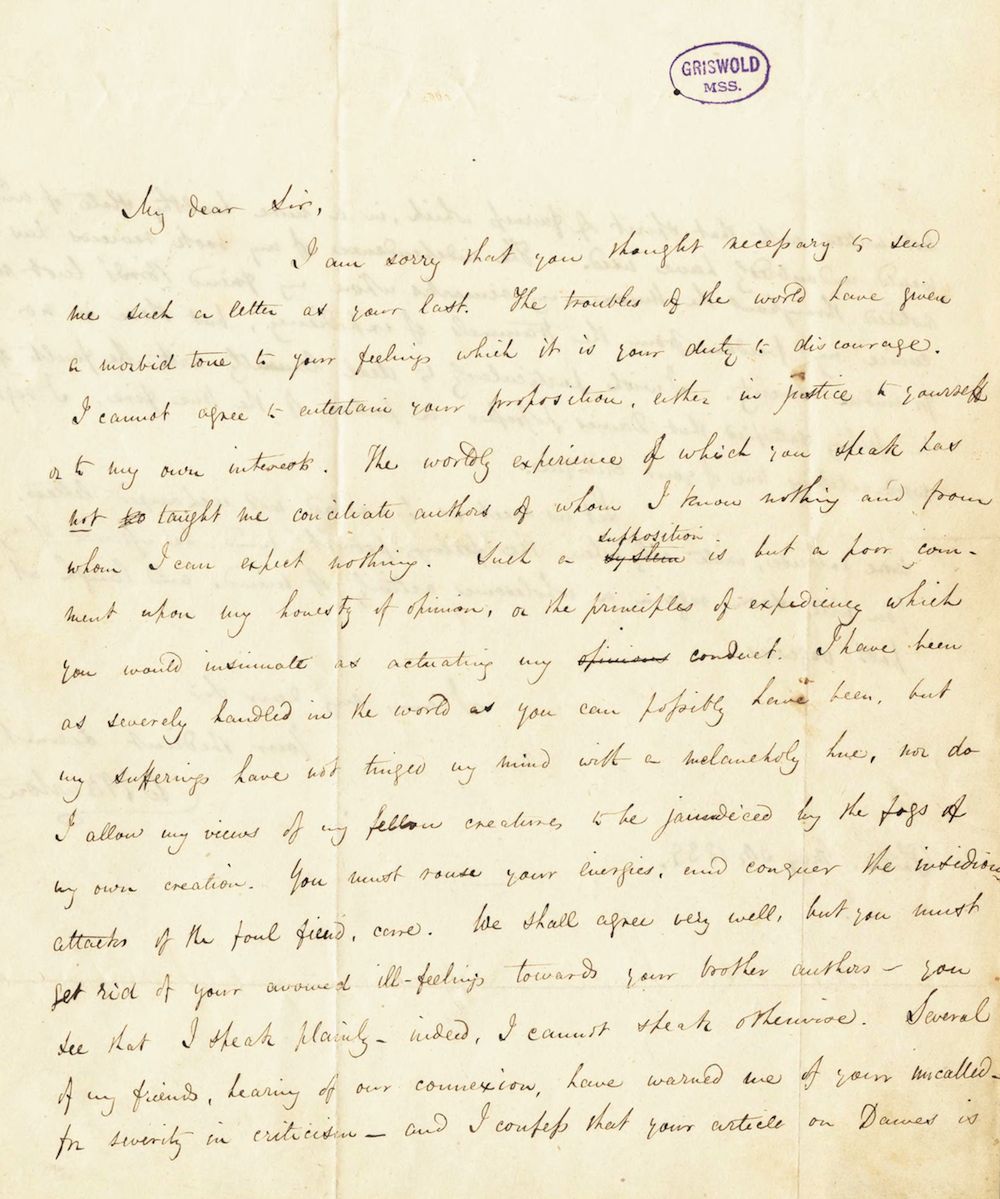 GRISWOLD
MSS.
My dear Sir,
I am sorry that you thought necessary to send
me such a letter as your last. The troubles of the world have given
a morbid tone to your feelings which it is your duty to discourage.
I cannot agree to entertain your proposition, either in justice to yourself
or to my own interests. The worldly experience of which you speak has
not so taught me conciliate authors of whom I know nothing and from
whom I can expect nothing. Such a system supposition is but a poor com-
ment upon my honesty of opinion, or the principles of expediency which
you would insinuate as actuating my opinions conduct. I have been
as severely handled in the world as you can possibly have been, but
my sufferings have not tinged my mind with a melancholy hue, nor do
I allow my views of my fellow creatures to be jaundiced by the fogs of
my own creation. You must rouse your energies, and conquer the insidious
attacks of the foul fiend, care. We shall agree very well, but you must
get rid of your avowed ill-feelings towards your brother authors – you
see that I speak plainly – indeed, I cannot speak otherwise. Several
of my friends, hearing of our connexion, have warned me of your uncalled-
for severity in criticism – and I confess that your article on Dawes is